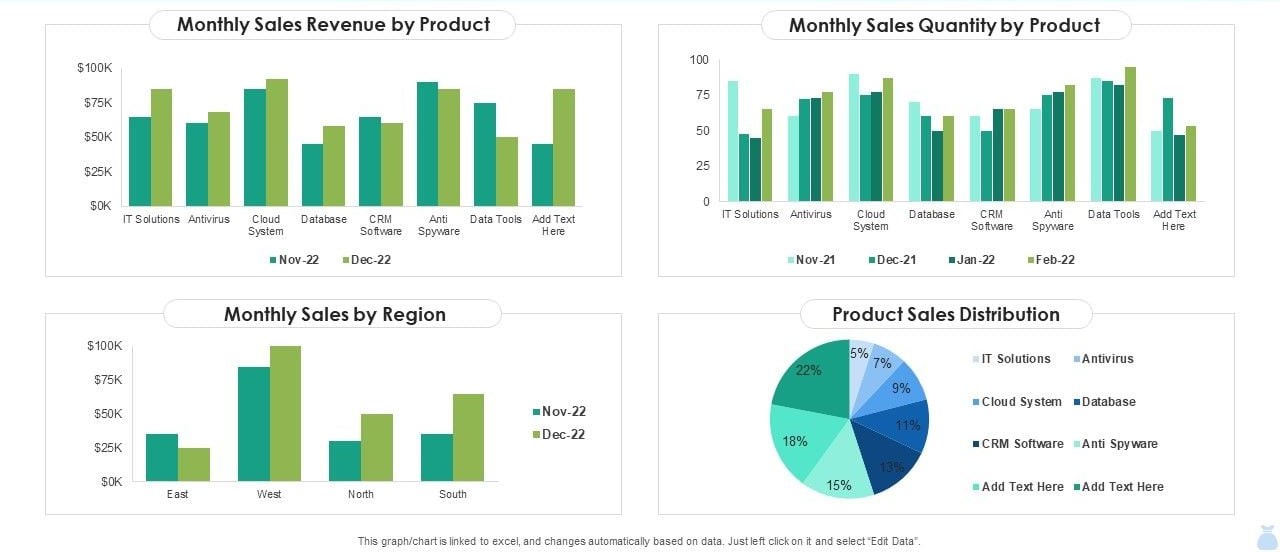 Monthly Sales Revenue by Product
$100K
$75K
$50K
$25K
$0K
IT Solutions Antivirus Cloud System Database CRM Software Anti Spyware Data Tools Add Text Here
Nov-22 Dec-22
Monthly Sales Quantity by Product
100
75
50
25
0
IT Solutions Antivirus Cloud System Database CRM Software Anti Spyware Data Tools Add Text Here
Nov-21 Dec-21 Jan-22 Feb-22
Monthly Sales by Region
$100K
$75K
$50K
$25K
$0K
East West North South
Nov-22
Dec-22
Product Sales Distribution
5%
7%
9%
11%
13%
15%
18%
22%
IT Solutions Antivirus
Cloud System Database
CRM Software Anti Spyware
Add Text Here Add Text Here
This graph/chart is linked to excel, and changes automatically based on data. Just left click on it and select “Edit Data”.